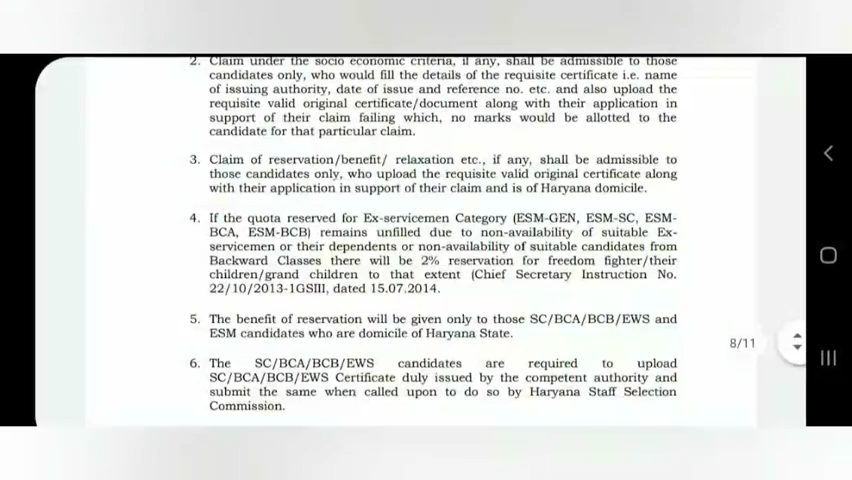 2. Claim under the socio economic criteria, if any, shall be admissible to those
candidates only, who would fill the details of the requisite certificate i.e. name
of issuing authority, date of issue and reference no. etc. and also upload the
requisite valid original certificate/document along with their application in
support of their claim failing which, no marks would be allotted to the
candidate for that particular claim.
3. Claim of reservation/benefit/ relaxation etc., if any, shall be admissible to
those candidates only, who upload the requisite valid original certificate along
with their application in support of their claim and is of Haryana domicile.
4. If the quota reserved for Ex-servicemen Category (ESM-GEN, ESM-SC, ESM-
BCA, ESM-BCB) remains unfilled due to non-availability of suitable Ex-
servicemen or their dependents or non-availability of suitable candidates from
Backward Classes there will be 2% reservation for freedom fighter/their
children/grand children to that extent (Chief Secretary Instruction No.
22/10/2013-1GSIII, dated 15.07.2014.
5. The benefit of reservation will be given only to those SC/BCA/BCB/EWS and
ESM candidates who are domicile of Haryana State.
8/11
6. The SC/BCA/BCB/EWS candidates are required to upload
SC/BCA/BCB/EWS Certificate duly issued by the competent authority and
submit the same when called upon to do so by Haryana Staff Selection
Commission.